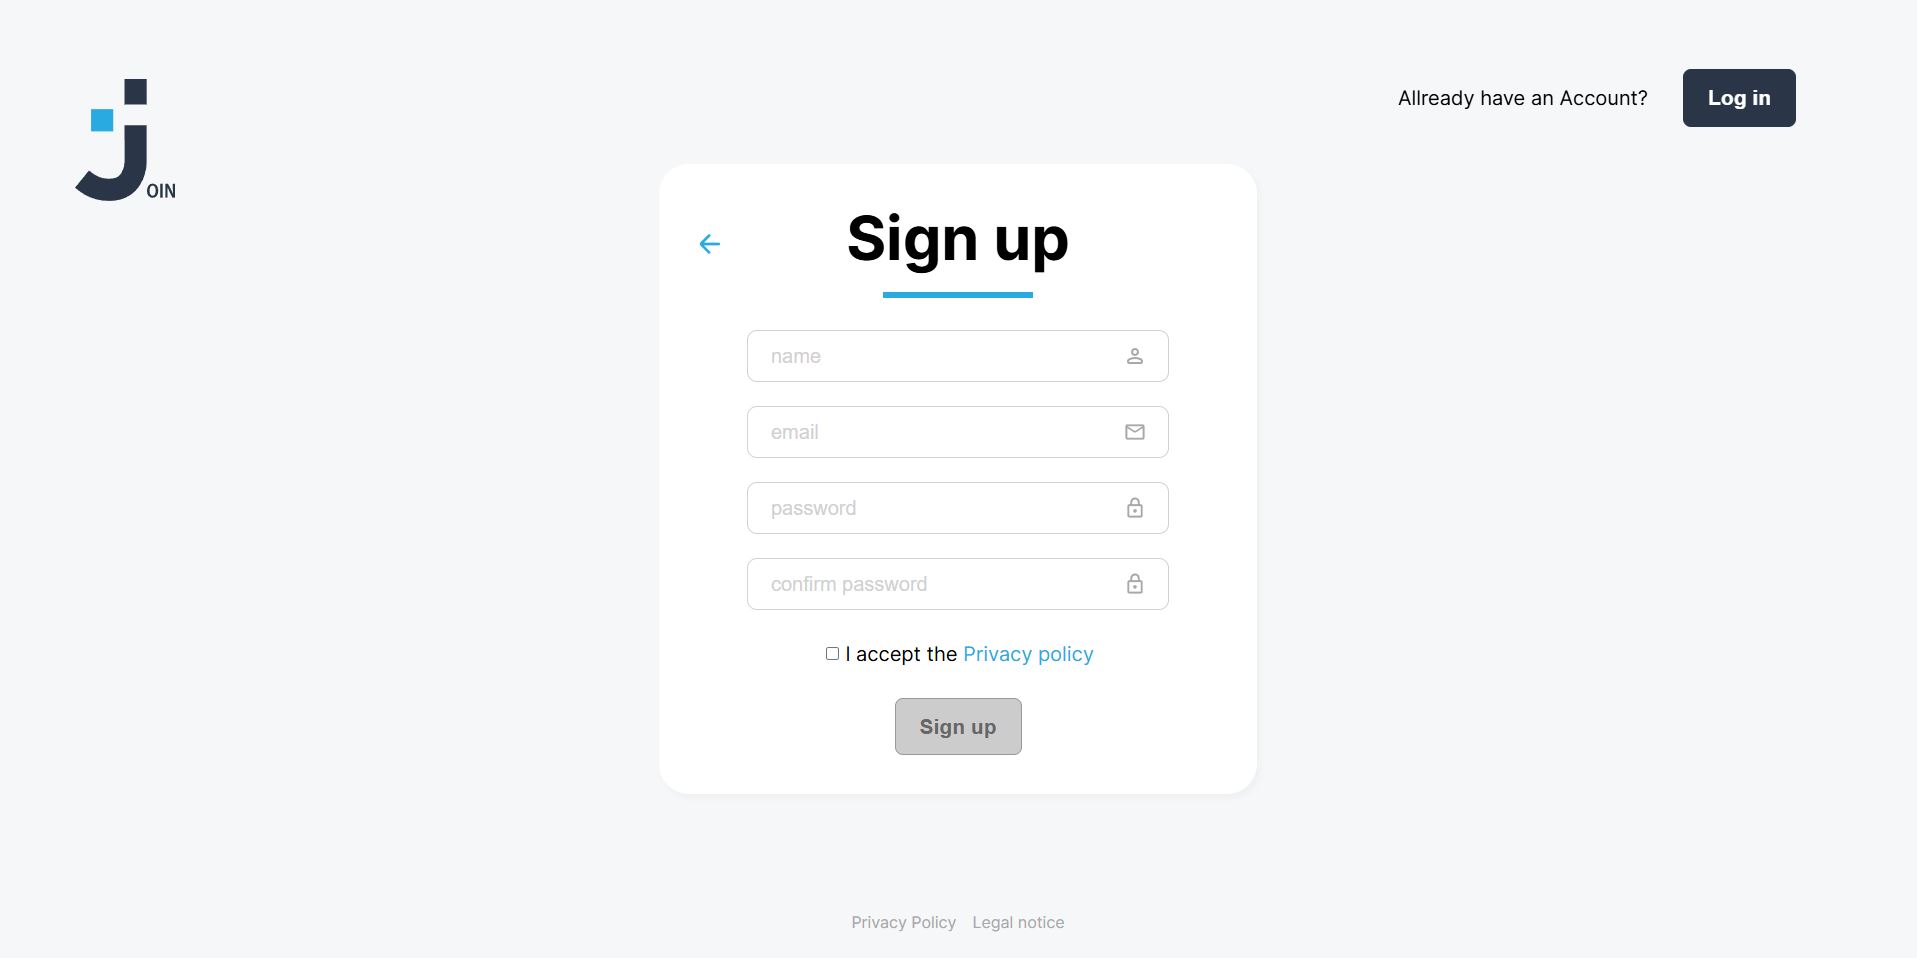 Allready have an Account?
Log in
JOIN
Sign up
name
email
password
confirm password
I accept the Privacy policy
Sign up
Privacy Policy Legal notice